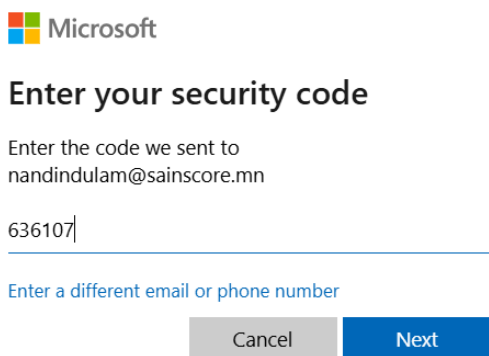 Microsoft
Enter your security code
Enter the code we sent to
nandindulam@sainscore.mn
636107
Enter a different email or phone number
Cancel
Next